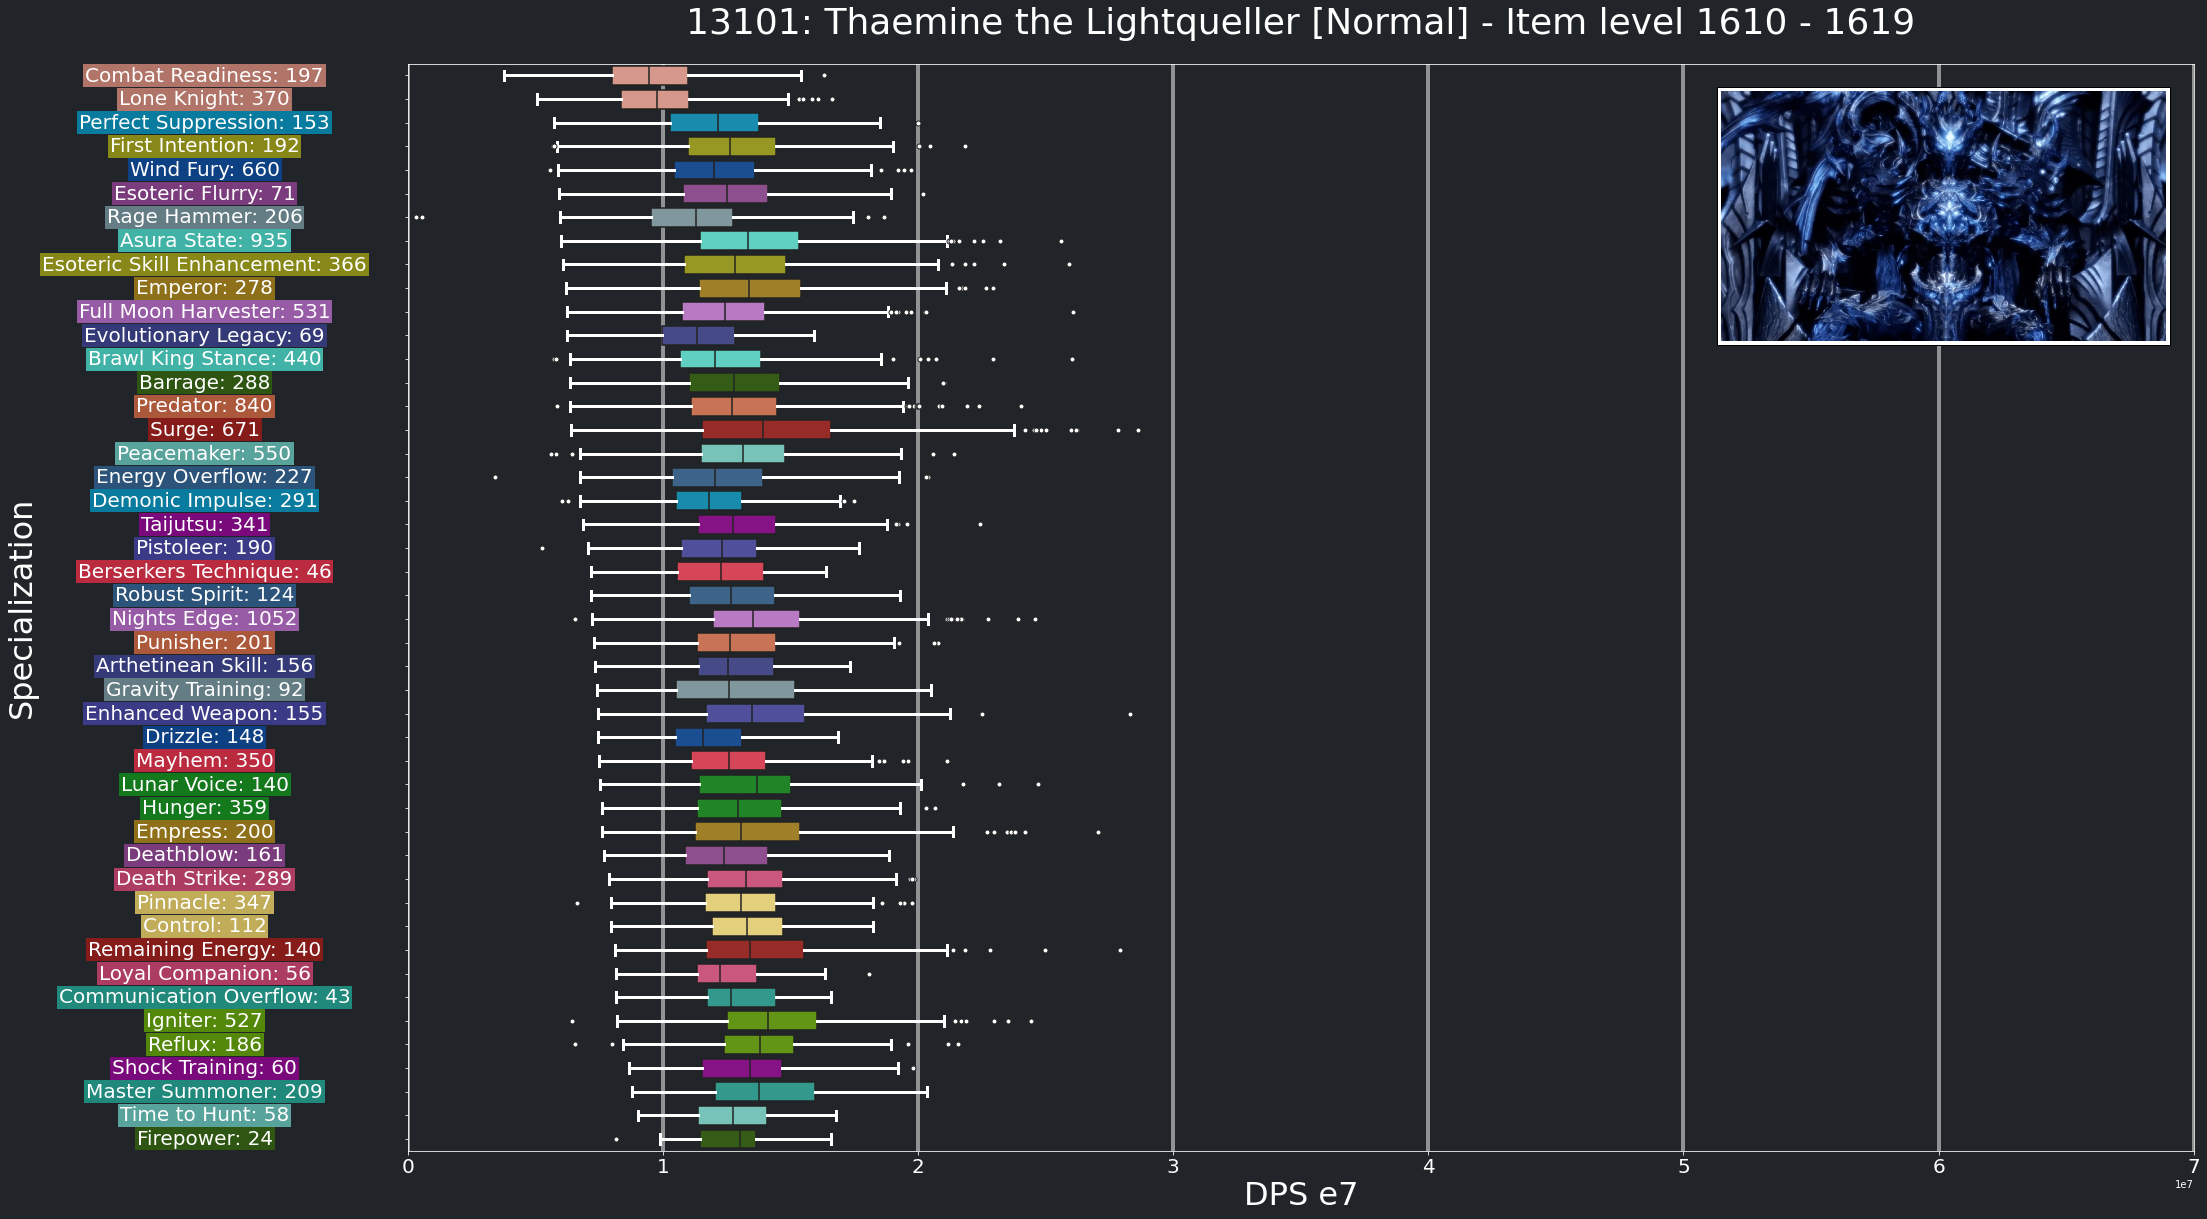 13101: Thaemine the Lightqueller [Normal] - Item level 1610 - 1619
Combat Readiness: 197
Lone Knight: 370
Perfect Suppression: 153
First Intention: 192
Wind Fury: 660
Esoteric Flurry: 71
Rage Hammer: 206
Asura State: 935
Esoteric Skill Enhancement: 366
Emperor: 278
Full Moon Harvester: 531
Evolutionary Legacy: 69
Brawl King Stance: 440
Barrage: 288
Predator: 840
Surge: 671
Peacemaker: 550
Energy Overflow: 227
Demonic Impulse: 291
Taijutsu: 341
Pistoleer: 190
Berserkers Technique: 46
Robust Spirit: 124
Nights Edge: 1052
Punisher: 201
Arthetinean Skill: 156
Gravity Training: 92
Enhanced Weapon: 155
Drizzle: 148
Mayhem: 350
Lunar Voice: 140
Hunger: 359
Empress: 200
Deathblow: 161
Death Strike: 289
Pinnacle: 347
Control: 112
Remaining Energy: 140
Loyal Companion: 56
Communication Overflow: 43
Igniter: 527
Reflux: 186
Shock Training: 60
Master Summoner: 209
Time to Hunt: 58
Firepower: 24
Specialization
0 1 2 3 4 5 6 7
DPS e7
1e7